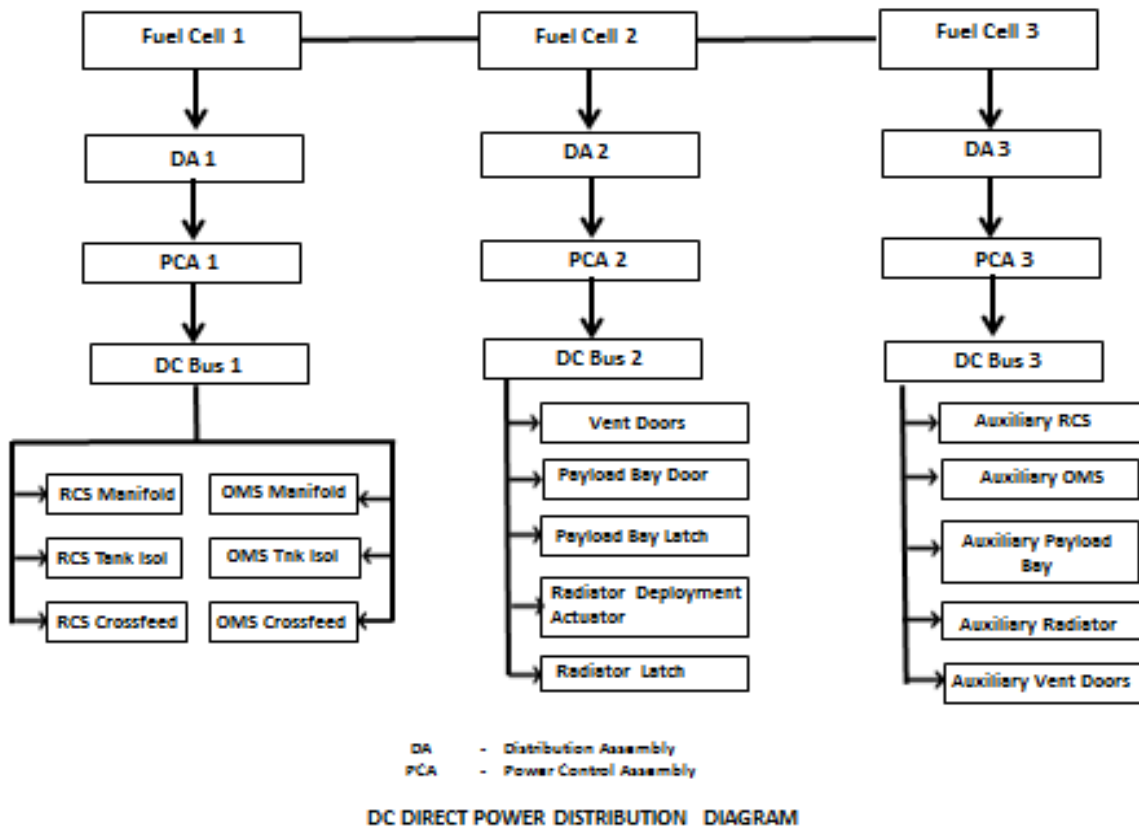 Fuel Cell 1
Fuel Cell 2
Fuel Cell 3
DA 1
DA 2
DA 3
PCA 1
PCA 2
PCA 3
DC Bus 1
DC Bus 2
DC Bus 3
RCS Manifold
OMS Manifold
RCS Tank Isol
OMS Tnk Isol
RCS Crossfeed
OMS Crossfeed
Vent Doors
Payload Bay Door
Payload Bay Latch
Radiator Deployment
Actuator
Radiator Latch
Auxiliary RCS
Auxiliary OMS
Auxiliary Payload
Bay
Auxiliary Radiator
Auxiliary Vent Doors
DA - Distribution Assembly
PCA - Power Control Assembly
DC DIRECT POWER DISTRIBUTION DIAGRAM